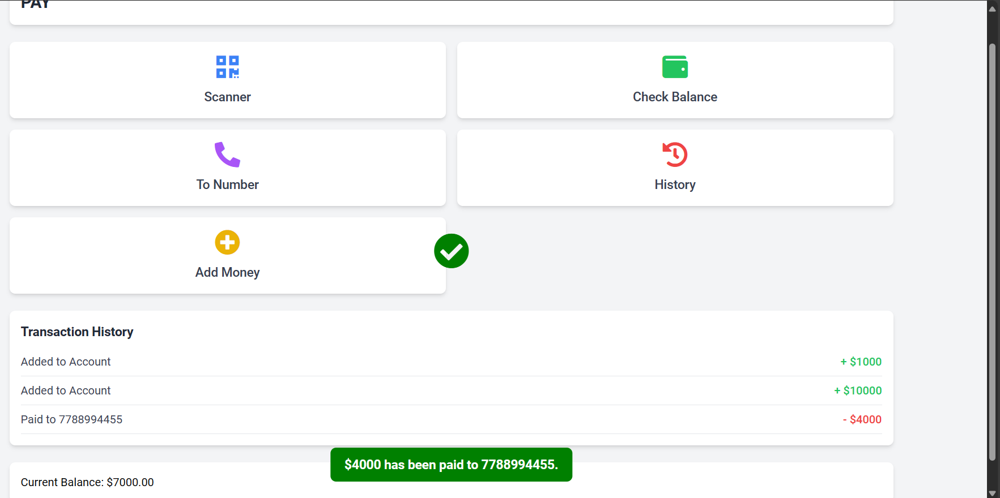 PAY
Scanner
Check Balance
To Number
History
Add Money
Transaction History
Added to Account + $1000
Added to Account + $10000
Paid to 7788994455 - $4000
$4000 has been paid to 7788994455.
Current Balance: $7000.00